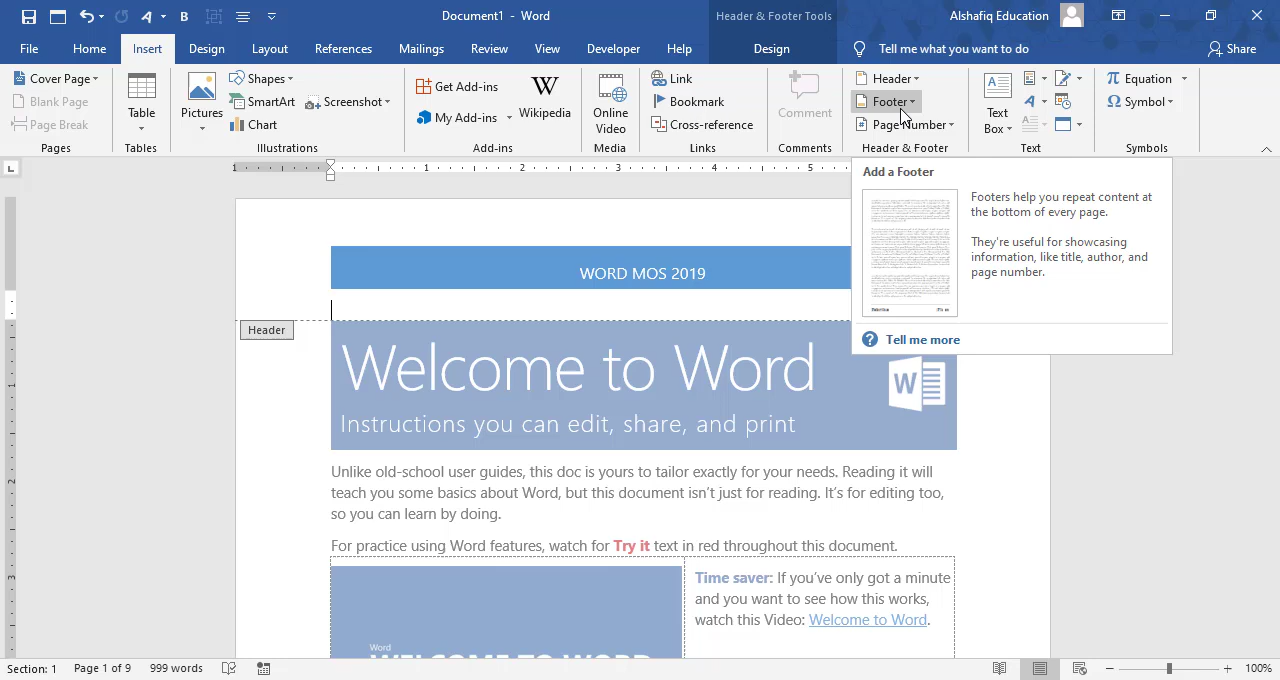 Document1 - Word
Header & Footer Tools
Alshafiq Education
File Home Insert Design Layout References Mailings Review View Developer Help Design Tell me what you want to do Share
Cover Page
Blank Page
Page Break
Pages
Table
Tables
Pictures
Shapes
SmartArt
Chart
Screenshot
Illustrations
Get Add-ins
My Add-ins
W
Wikipedia
Add-ins
Online
Video
Media
Link
Bookmark
Cross-reference
Links
Comment
Comments
Header
Footer
Page Number
Header & Footer
Text
Box
Text
Equation
Symbol
Symbols
Add a Footer
Footers help you repeat content at
the bottom of every page.
They're useful for showcasing
information, like title, author, and
page number.
Tell me more
1 1 2 3 4 5
WORD MOS 2019
Header
Welcome to Word
W
Instructions you can edit, share, and print
Unlike old-school user guides, this doc is yours to tailor exactly for your needs. Reading it will
teach you some basics about Word, but this document isn't just for reading. It's for editing too,
so you can learn by doing.
For practice using Word features, watch for Try it text in red throughout this document.
Time saver: If you've only got a minute
and you want to see how this works,
watch this Video: Welcome to Word.
Word
WELCOME TO WORD
Section: 1 Page 1 of 9 999 words 100%